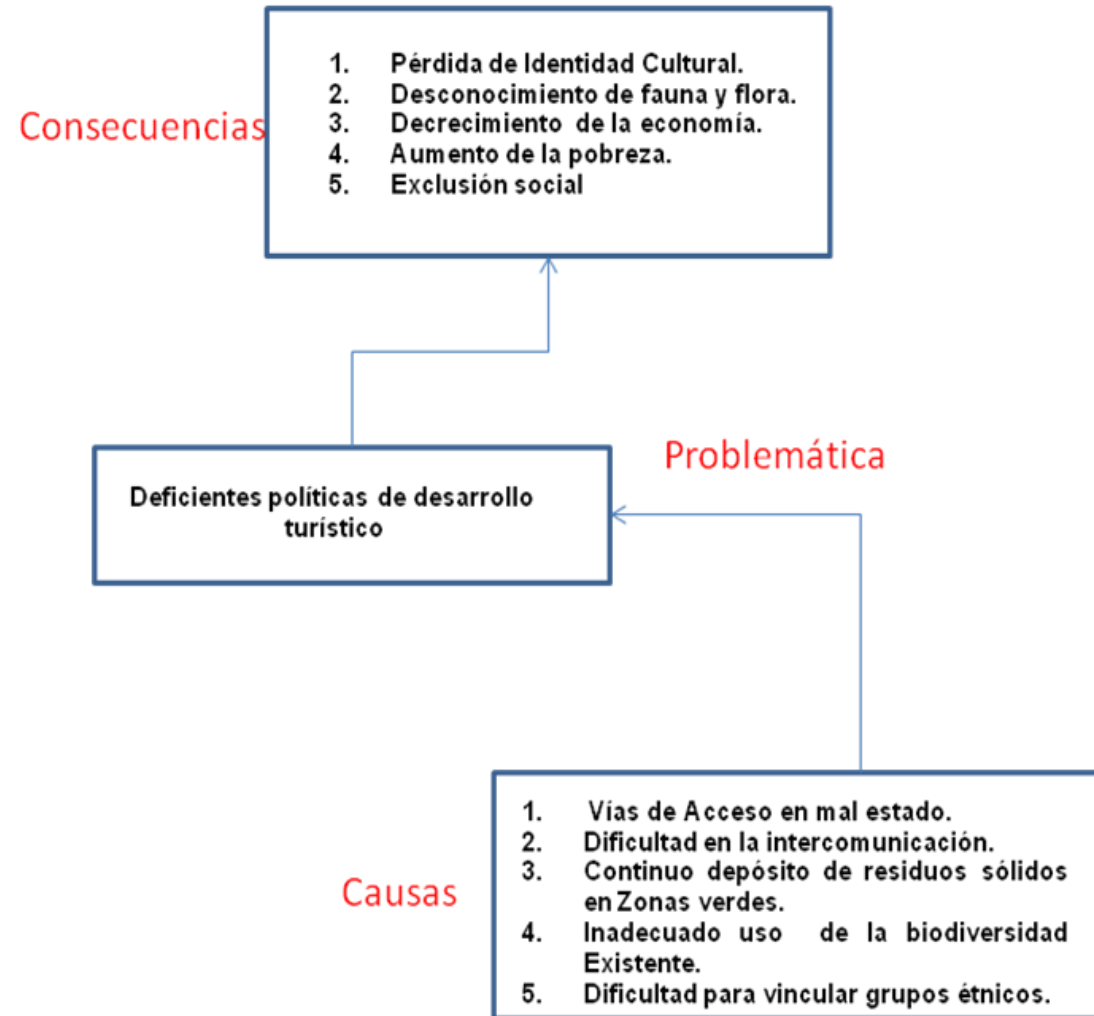 Consecuencias
1. Pérdida de Identidad Cultural.
2. Desconocimiento de fauna y flora.
3. Decrecimiento de la economía.
4. Aumento de la pobreza.
5. Exclusión social
Problemática
Deficientes políticas de desarrollo
turístico
Causas
1. Vías de Acceso en mal estado.
2. Dificultad en la intercomunicación.
3. Continuo depósito de residuos sólidos
en Zonas verdes.
4. Inadecuado uso de la biodiversidad
Existente.
5. Dificultad para vincular grupos étnicos.